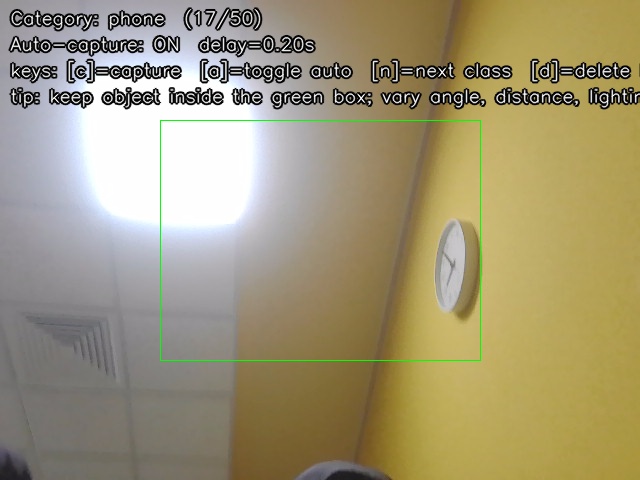 Category: phone (17/50)
Auto-capture: ON delay=0.20s
keys: [c]=capture [a]=toggle auto [n]=next class [d]=delete
tip: keep object inside the green box; vary angle, distance,